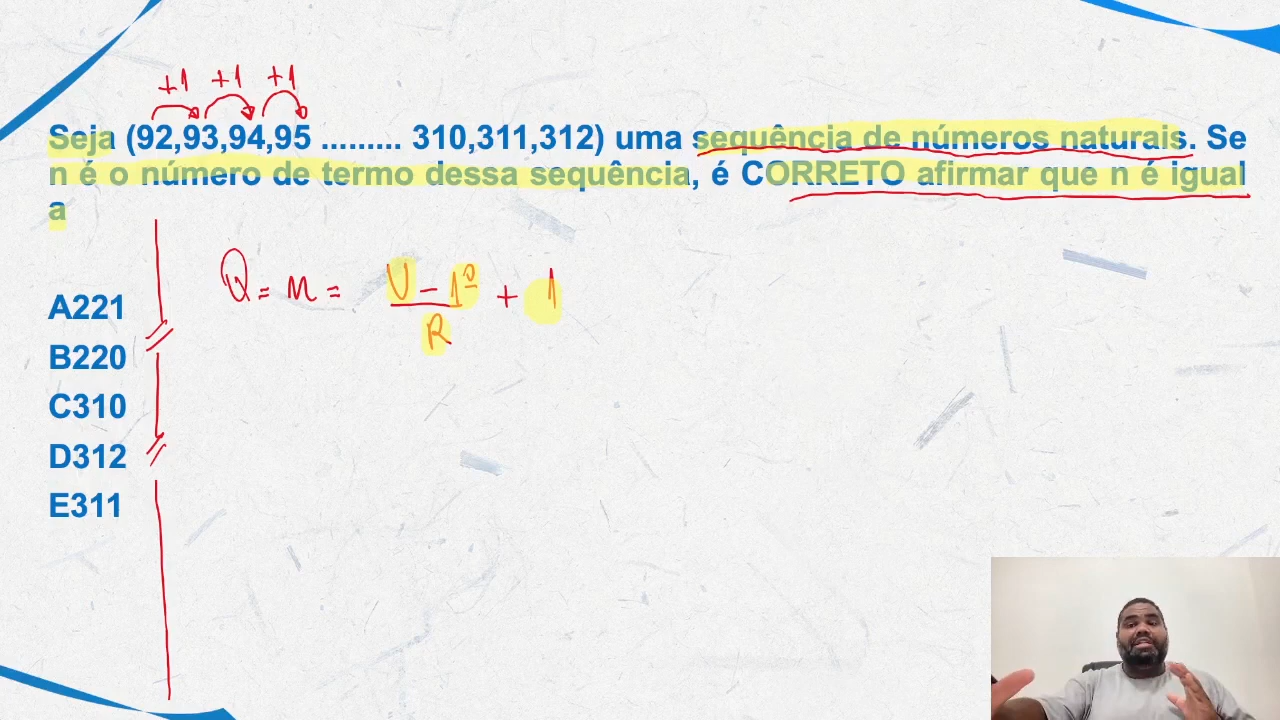 +1 +1 +1
Seja (92,93,94,95 ......... 310,311,312) uma sequência de números naturais. Se
n é o número de termo dessa sequência, é CORRETO afirmar que n é igual
a
Q = n = U - 1º + 1
R
A221
B220
C310
D312
E311